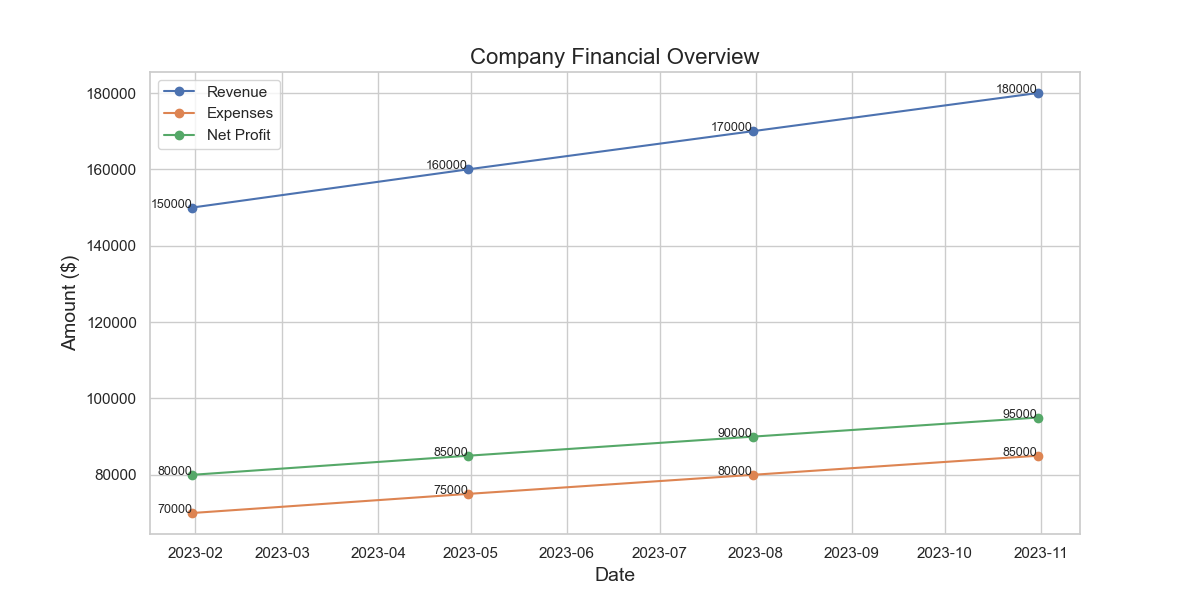 Company Financial Overview
Revenue
Expenses
Net Profit
Amount ($)
180000
160000
140000
120000
100000
80000
150000
160000
170000
180000
80000
85000
90000
95000
70000
75000
80000
85000
2023-02 2023-03 2023-04 2023-05 2023-06 2023-07 2023-08 2023-09 2023-10 2023-11
Date